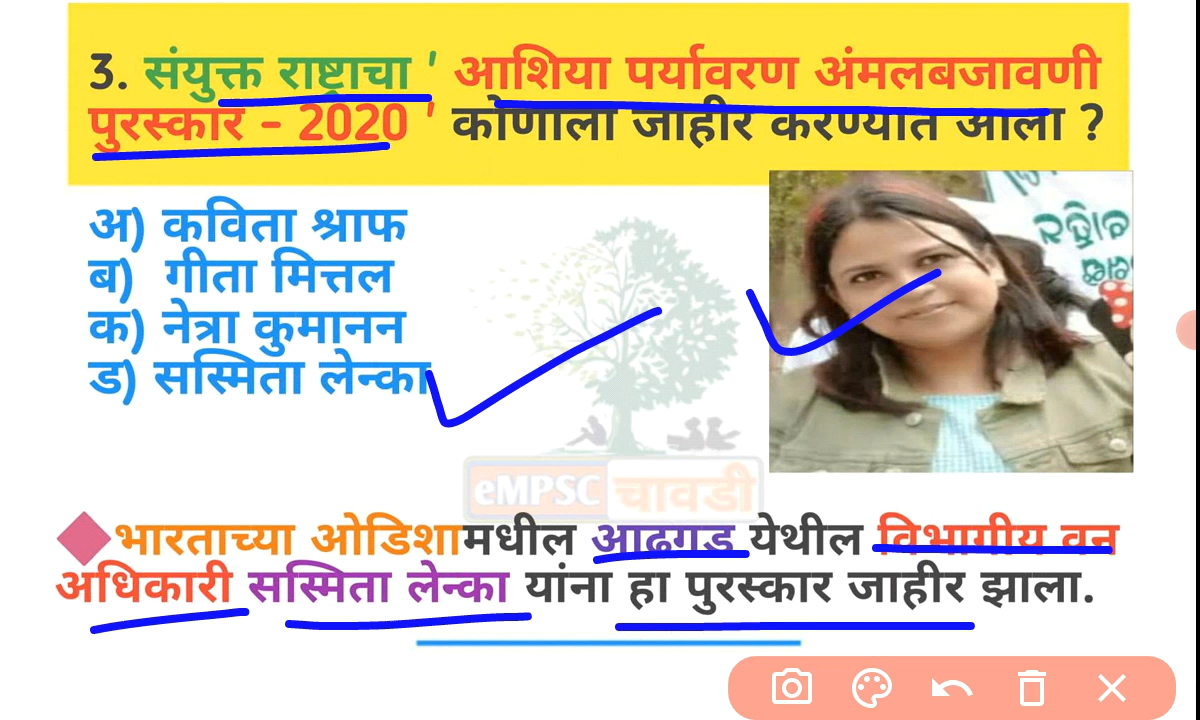 3. संयुक्त राष्ट्राचा ' आशिया पर्यावरण अंमलबजावणी
पुरस्कार - 2020 ' कोणाला जाहीर करण्यात आला ?
अ) कविता श्राफ
ब) गीता मित्तल
क) नेत्रा कुमानन
ड) सस्मिता लेन्का
eMPSC चावडी
भारताच्या ओडिशामधील आढगड येथील विभागीय वन
अधिकारी सस्मिता लेन्का यांना हा पुरस्कार जाहीर झाला.